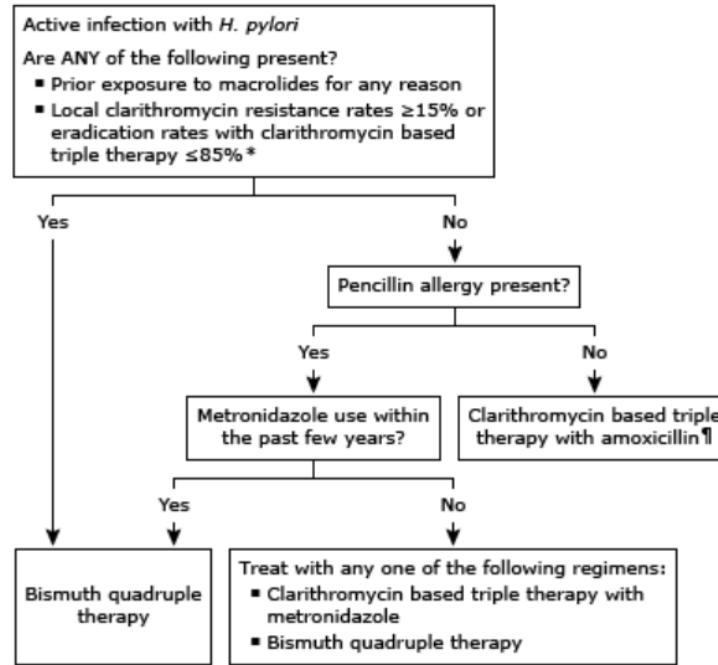 Active infection with H. pylori
Are ANY of the following present?
▪ Prior exposure to macrolides for any reason
▪ Local clarithromycin resistance rates ≥15% or
eradication rates with clarithromycin based
triple therapy ≤85%*
Yes
No
Pencillin allergy present?
Yes
No
Metronidazole use within
the past few years?
Clarithromycin based triple
therapy with amoxicillin¶
Yes
No
Bismuth quadruple
therapy
Treat with any one of the following regimens:
▪ Clarithromycin based triple therapy with
metronidazole
▪ Bismuth quadruple therapy